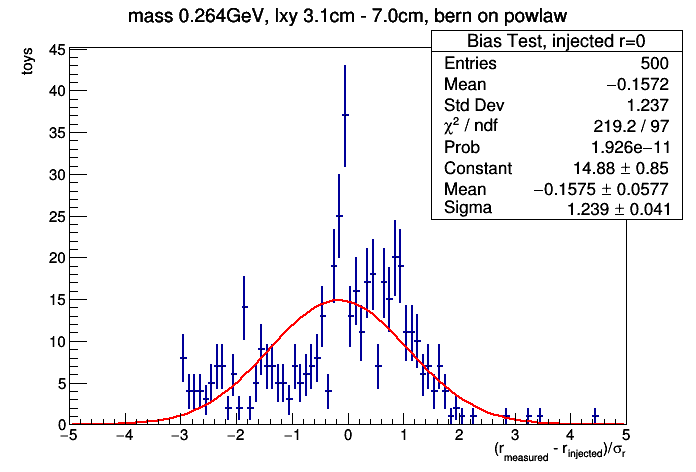 mass 0.264GeV, lxy 3.1cm - 7.0cm, bern on powlaw
Bias Test, injected r=0
Entries 500
Mean −0.1572
Std Dev 1.237
χ² / ndf 219.2 / 97
Prob 1.926e−11
Constant 14.88 ± 0.85
Mean −0.1575 ± 0.0577
Sigma 1.239 ± 0.041
toys
45
40
35
30
25
20
15
10
5
0
−5 −4 −3 −2 −1 0 1 2 3 4 5
(r_measured - r_injected)/σ_r